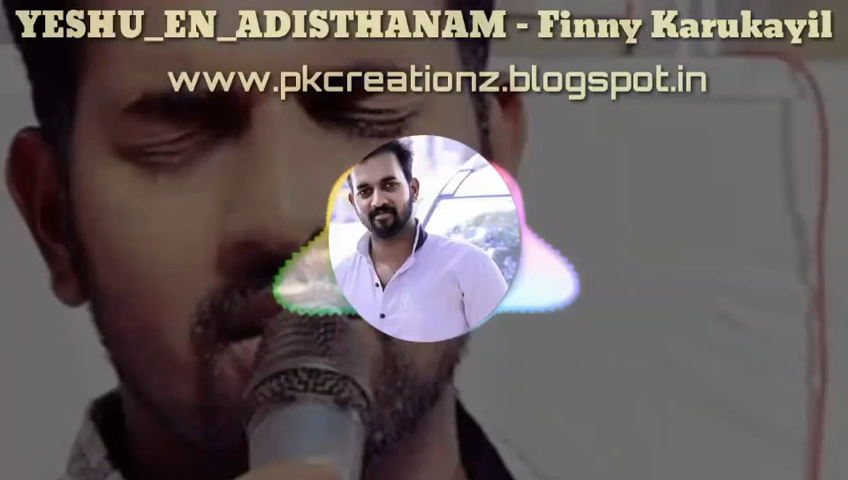 YESHU_EN_ADISTHANAM - Finny Karukayil
www.pkcreationz.blogspot.in